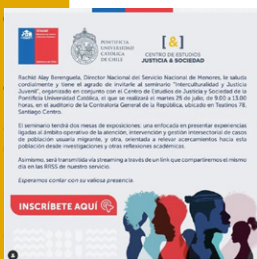 PONTIFICIA
UNIVERSIDAD
CATÓLICA
DE CHILE
[&]
CENTRO DE ESTUDIOS
JUSTICIA & SOCIEDAD
Rachid Alay Berenguela, Director Nacional del Servicio Nacional de Menores, le saluda
cordialmente y tiene el agrado de invitarle al seminario "Interculturalidad y Justicia
Juvenil", organizado en conjunto con el Centro de Estudios de Justicia y Sociedad de la
Pontificia Universidad Católica, el que se realizará el martes 25 de julio, de 9.00 a 13.00
horas, en el auditorio de la Contraloría General de la República, ubicado en Teatinos 78,
Santiago Centro.
El seminario tendrá dos mesas de exposiciones: una enfocada en presentar experiencias
ligadas al ámbito operativo de la atención, intervención y gestión intersectorial de casos
de población usuaria migrante, y otra, orientada a relevar acercamientos hacia esta
población desde investigaciones y otras reflexiones académicas.
Asimismo, será transmitida vía streaming a través de un link que compartiremos el mismo
día en las RRSS de nuestro servicio.
Esperamos contar con su valiosa presencia.
INSCRÍBETE AQUÍ